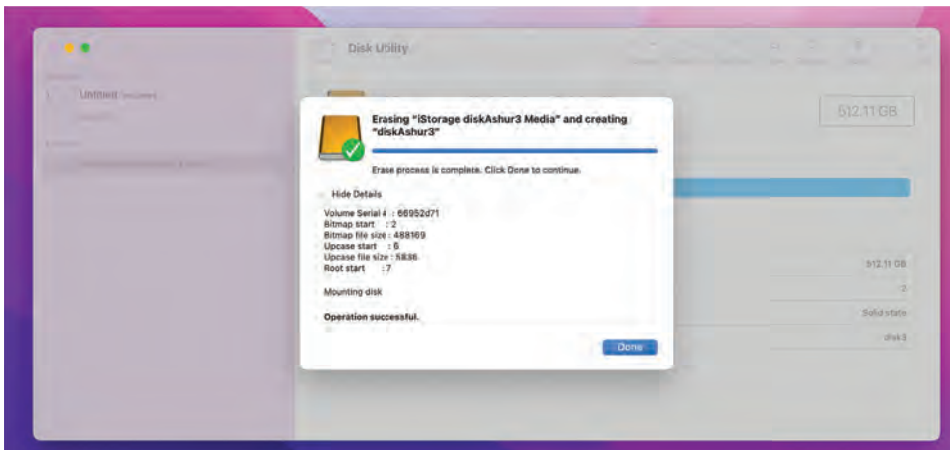 Disk Utility
Untitled
512.11 GB
Erasing "iStorage diskAshur3 Media" and creating
"diskAshur3"
Erase process is complete. Click Done to continue.
Hide Details
Volume Serial # : 66952d71
Bitmap start : 2
Bitmap file size : 488169
Upcase start : 6
Upcase file size : 5836
Root start :7
Mounting disk
Operation successful.
Done
512.11 GB
2
Solid state
disk3